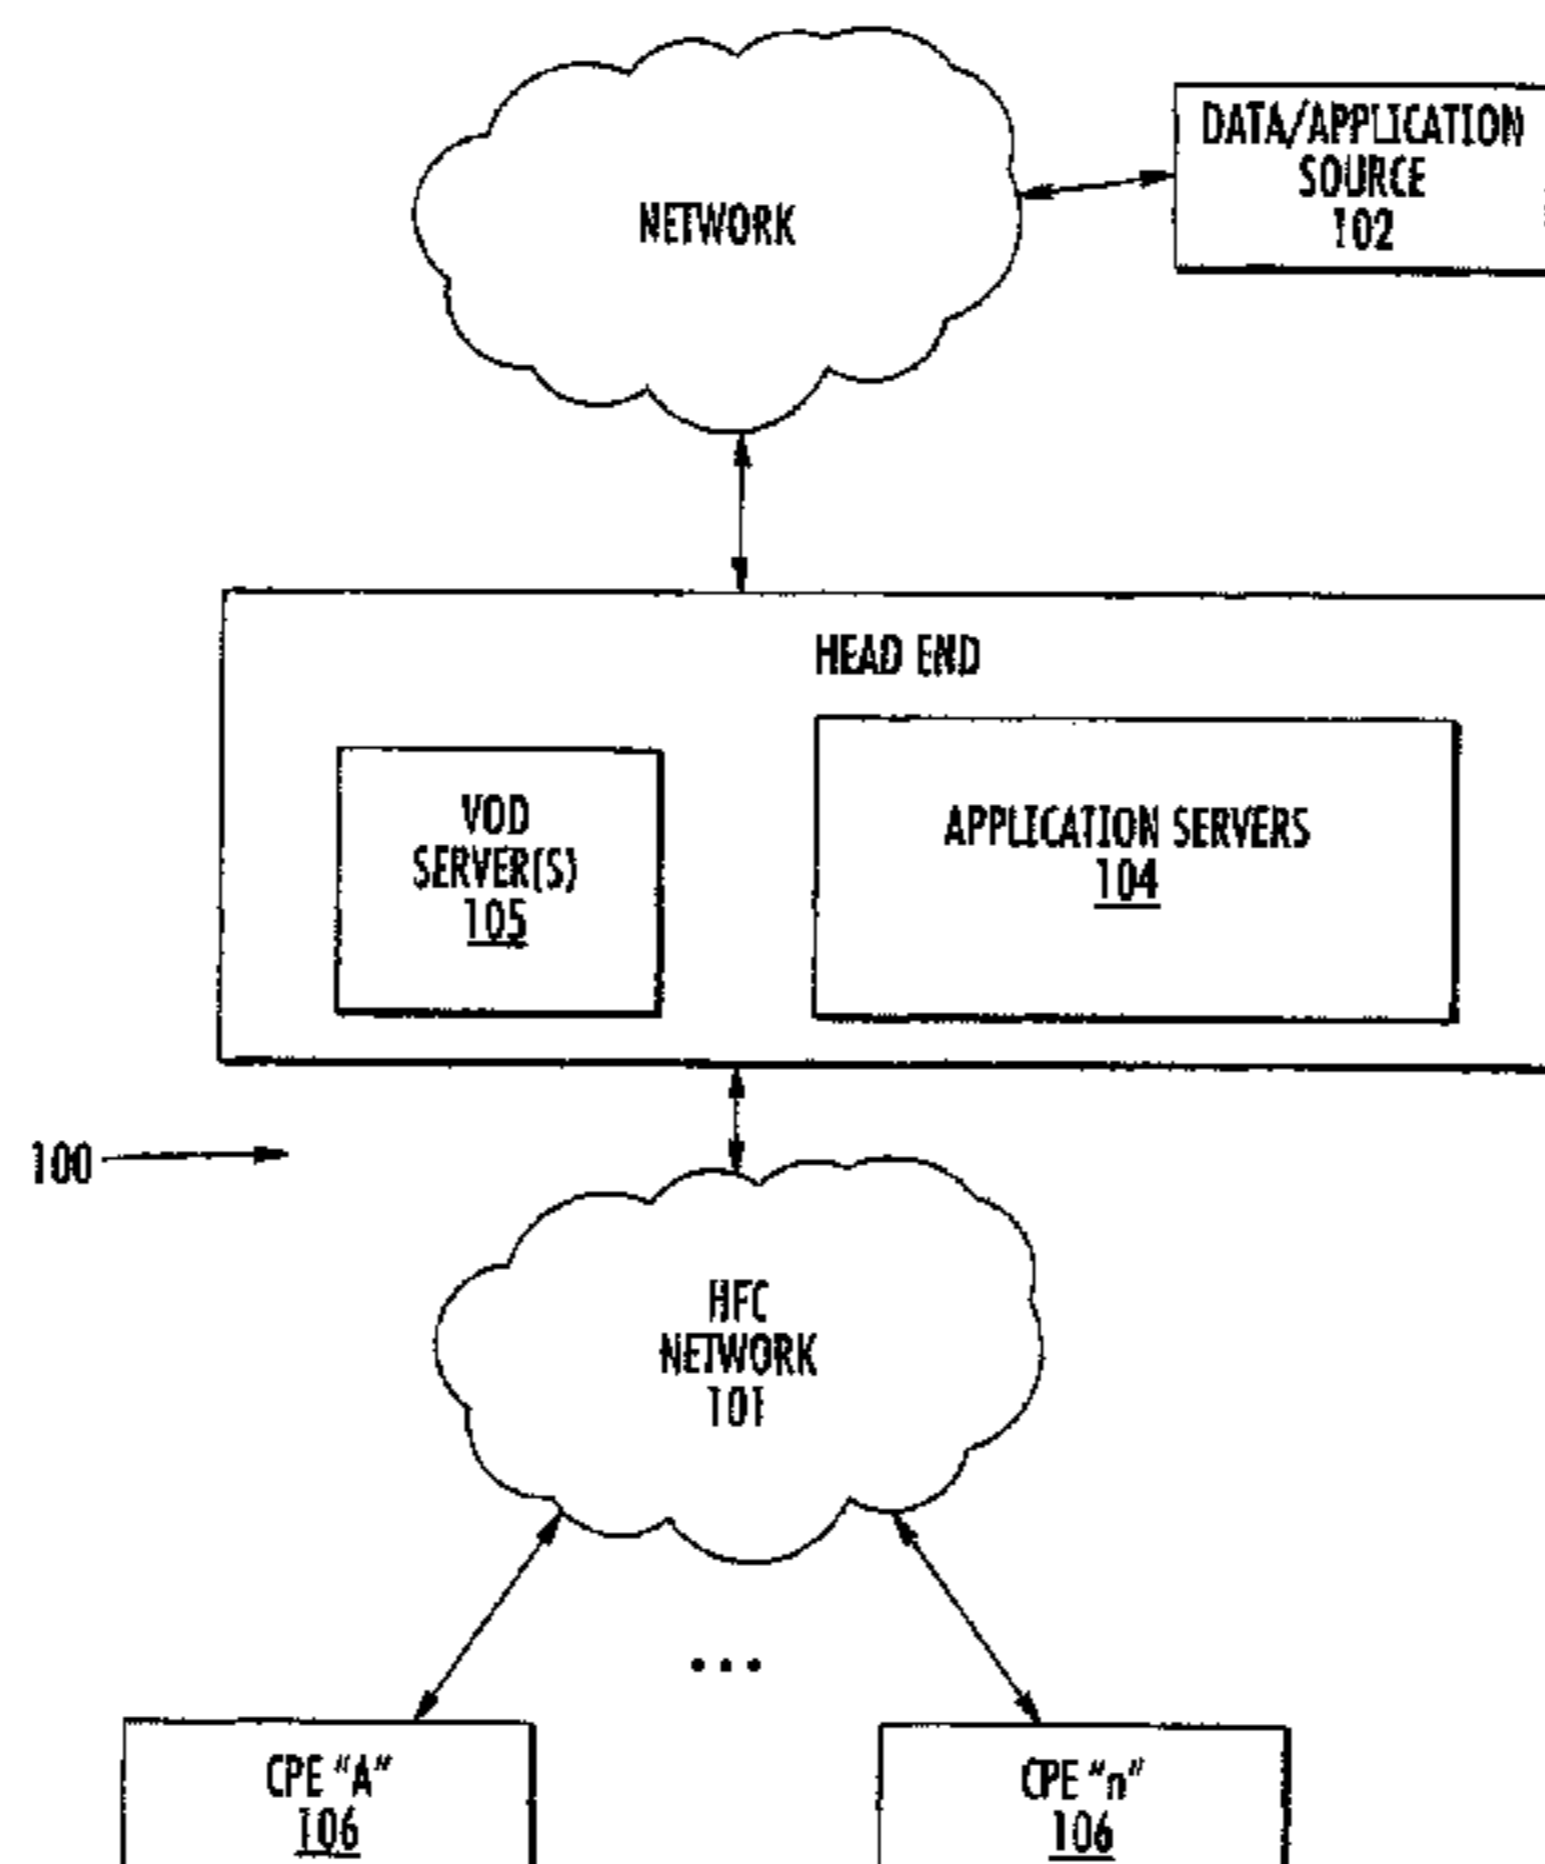 NETWORK
DATA/APPLICATION
SOURCE
102
HEAD END
VOD
SERVER(S)
105
APPLICATION SERVERS
104
100
HFC
NETWORK
101
CPE "A"
106
CPE "n"
106